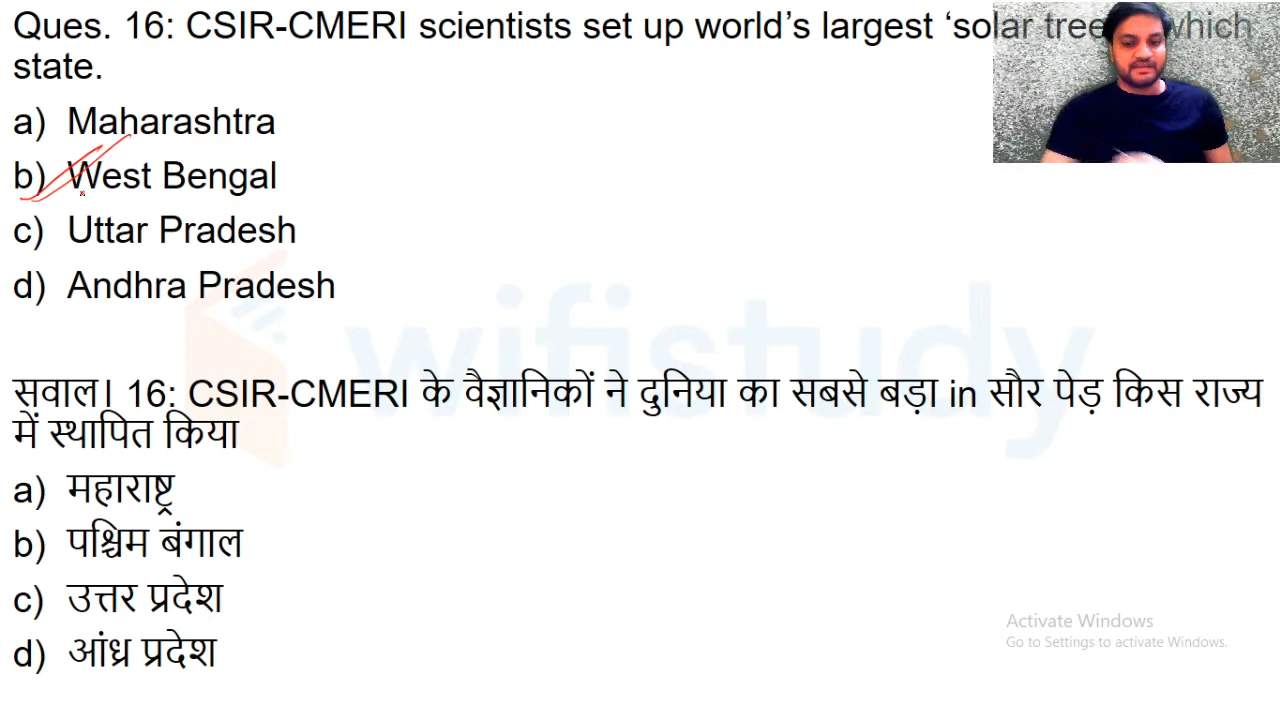 Ques. 16: CSIR-CMERI scientists set up world’s largest ‘solar tree which
state.
a) Maharashtra
b) West Bengal
c) Uttar Pradesh
d) Andhra Pradesh
wifistudy
सवाल। 16: CSIR-CMERI के वैज्ञानिकों ने दुनिया का सबसे बड़ा in सौर पेड़ किस राज्य
में स्थापित किया
a) महाराष्ट्र
b) पश्चिम बंगाल
c) उत्तर प्रदेश
d) आंध्र प्रदेश
Activate Windows
Go to Settings to activate Windows.